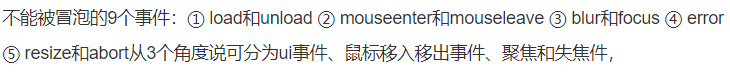 不能被冒泡的9个事件：① load和unload ② mouseenter和mouseleave ③ blur和focus ④ error
⑤ resize和abort从3个角度说可分为ui事件、鼠标移入移出事件、聚焦和失焦件，